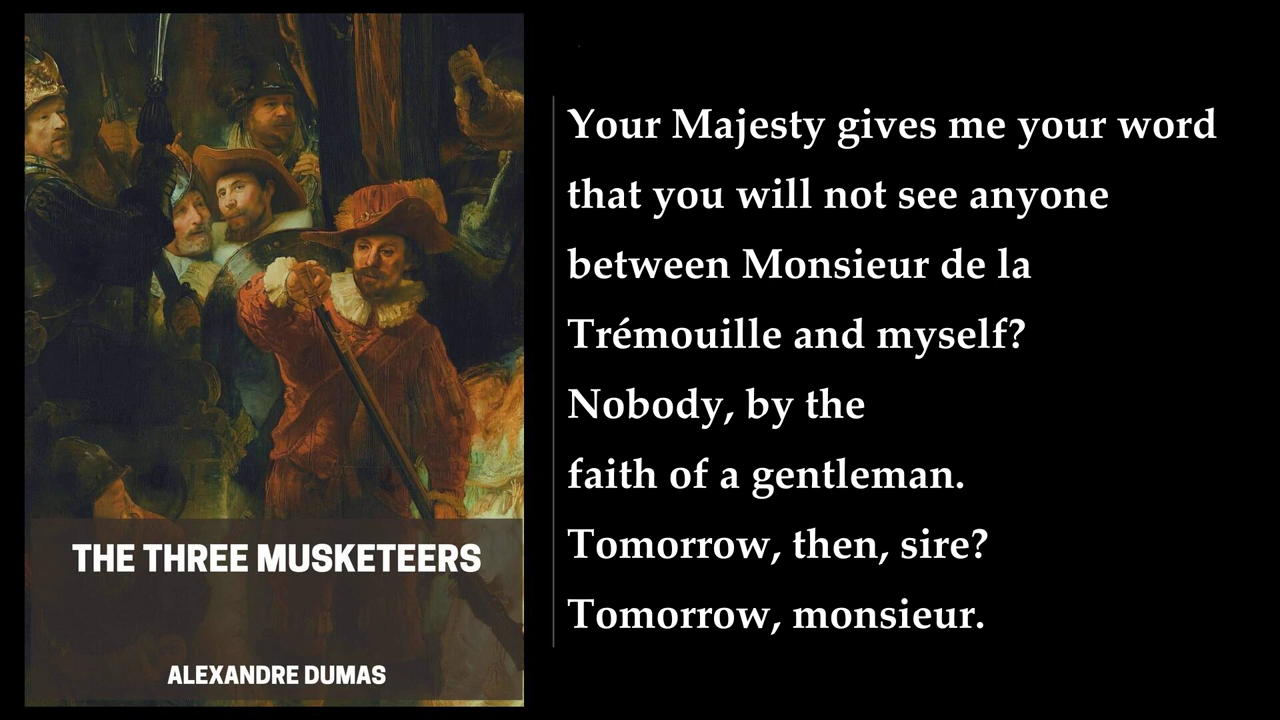 THE THREE MUSKETEERS
ALEXANDRE DUMAS
Your Majesty gives me your word
that you will not see anyone
between Monsieur de la
Trémouille and myself?
Nobody, by the
faith of a gentleman.
Tomorrow, then, sire?
Tomorrow, monsieur.